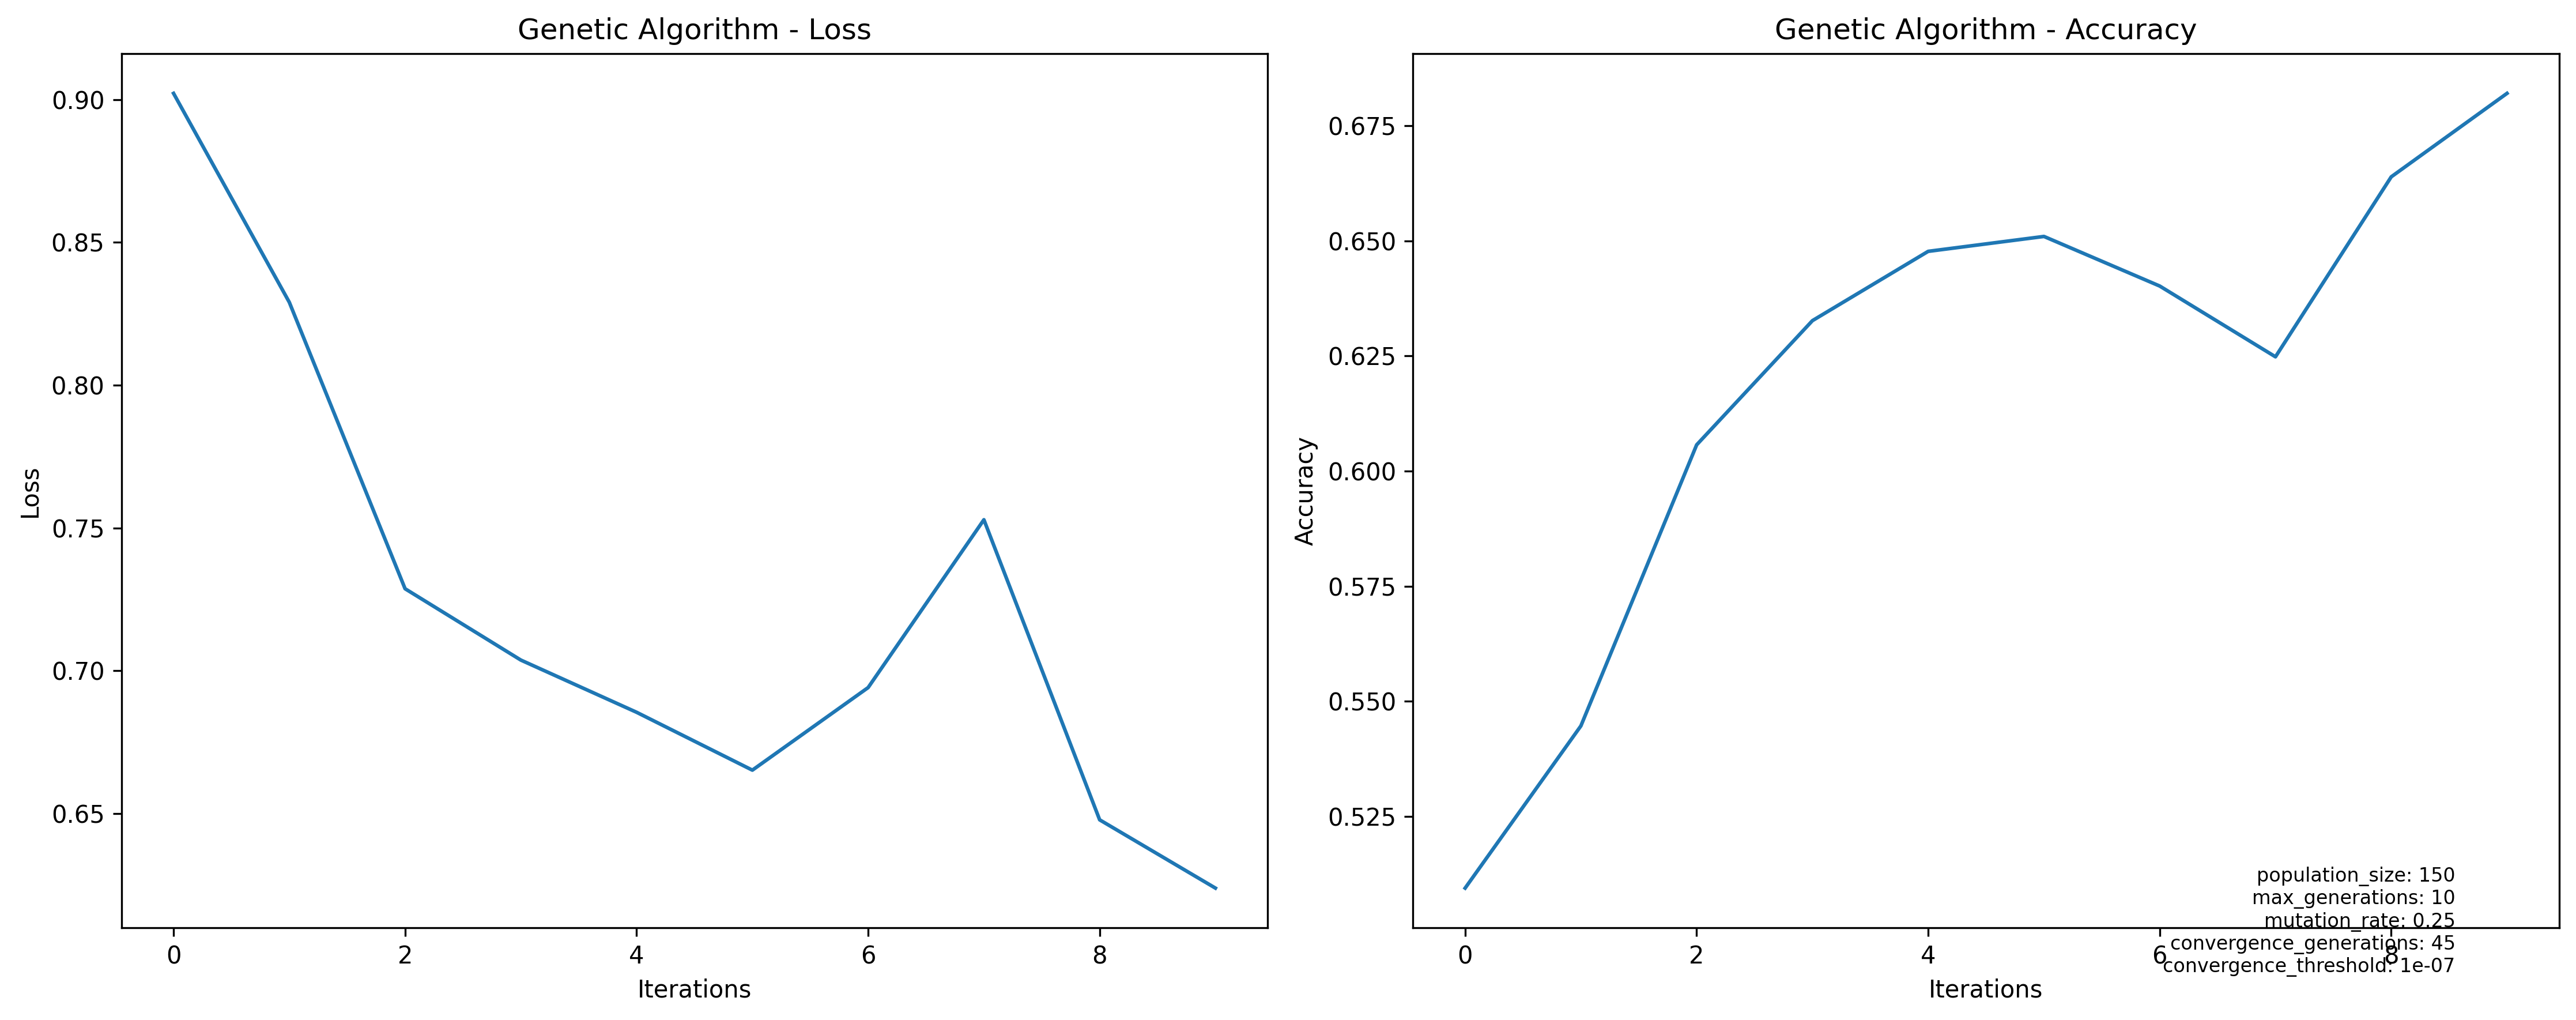 Genetic Algorithm - Loss
0.90
0.85
0.80
0.75
0.70
0.65
Loss
0 2 4 6 8
Iterations
Genetic Algorithm - Accuracy
0.675
0.650
0.625
0.600
0.575
0.550
0.525
Accuracy
population_size: 150
max_generations: 10
mutation_rate: 0.25
convergence_generations: 45
convergence_threshold: 1e-07
0 2 4 6 8
Iterations